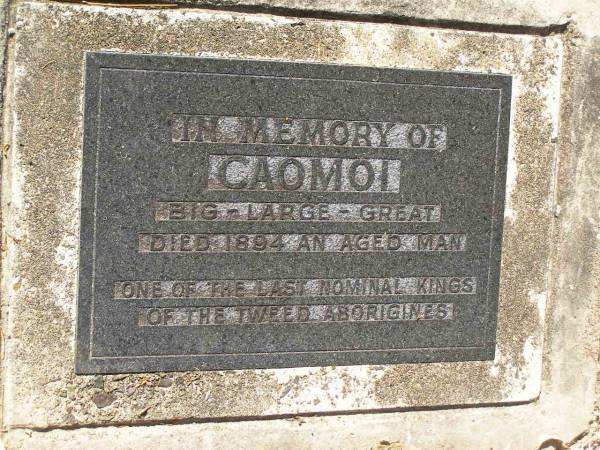 IN MEMORY OF
CAOMOI
BIG - LARGE - GREAT
DIED 1894 AN AGED MAN
ONE OF THE LAST NOMINAL KINGS
OF THE TWEED ABORIGINES